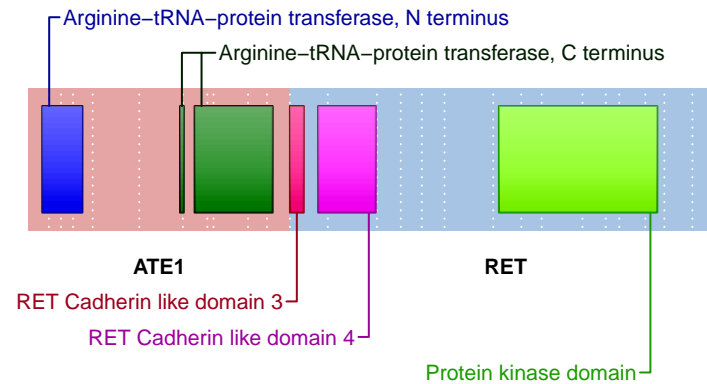 Arginine−tRNA−protein transferase, N terminus
Arginine−tRNA−protein transferase, C terminus
ATE1
RET
RET Cadherin like domain 3
RET Cadherin like domain 4
Protein kinase domain